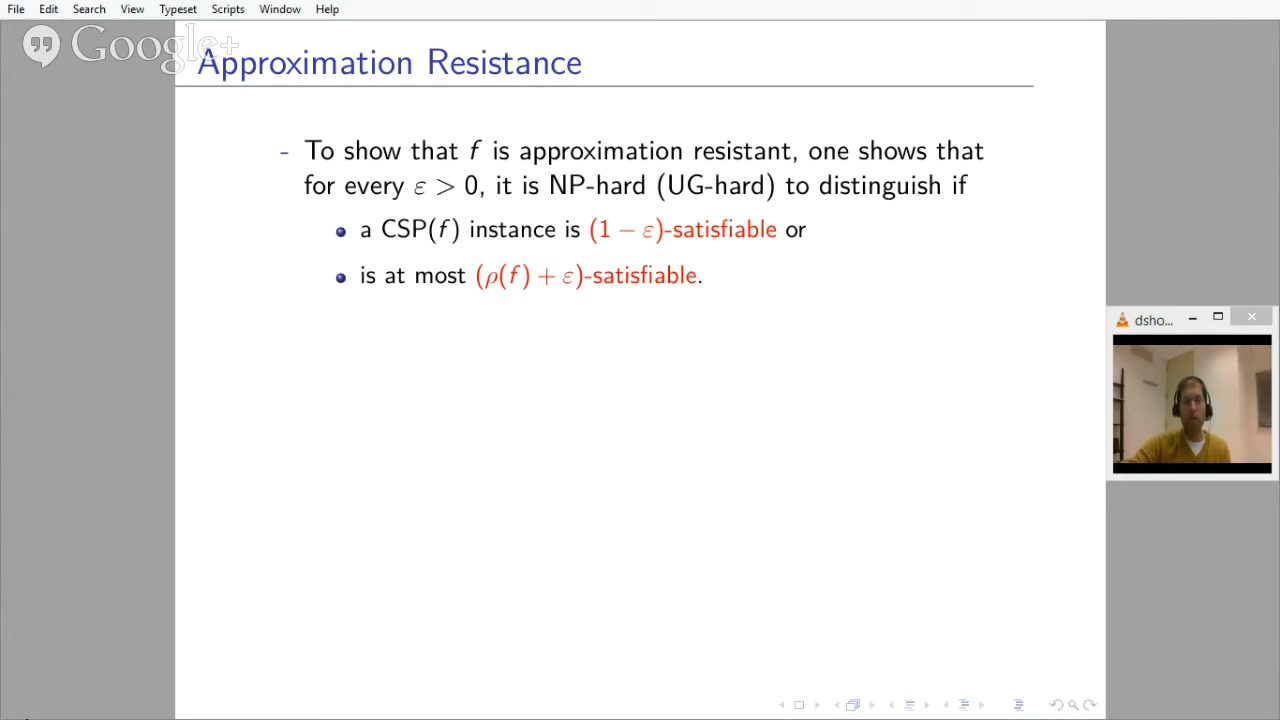 File Edit Search View Typeset Scripts Window Help
Google+
Approximation Resistance
- To show that f is approximation resistant, one shows that
for every ε > 0, it is NP-hard (UG-hard) to distinguish if
a CSP(f) instance is (1 − ε)-satisfiable or
is at most (ρ(f) + ε)-satisfiable.
dsho...